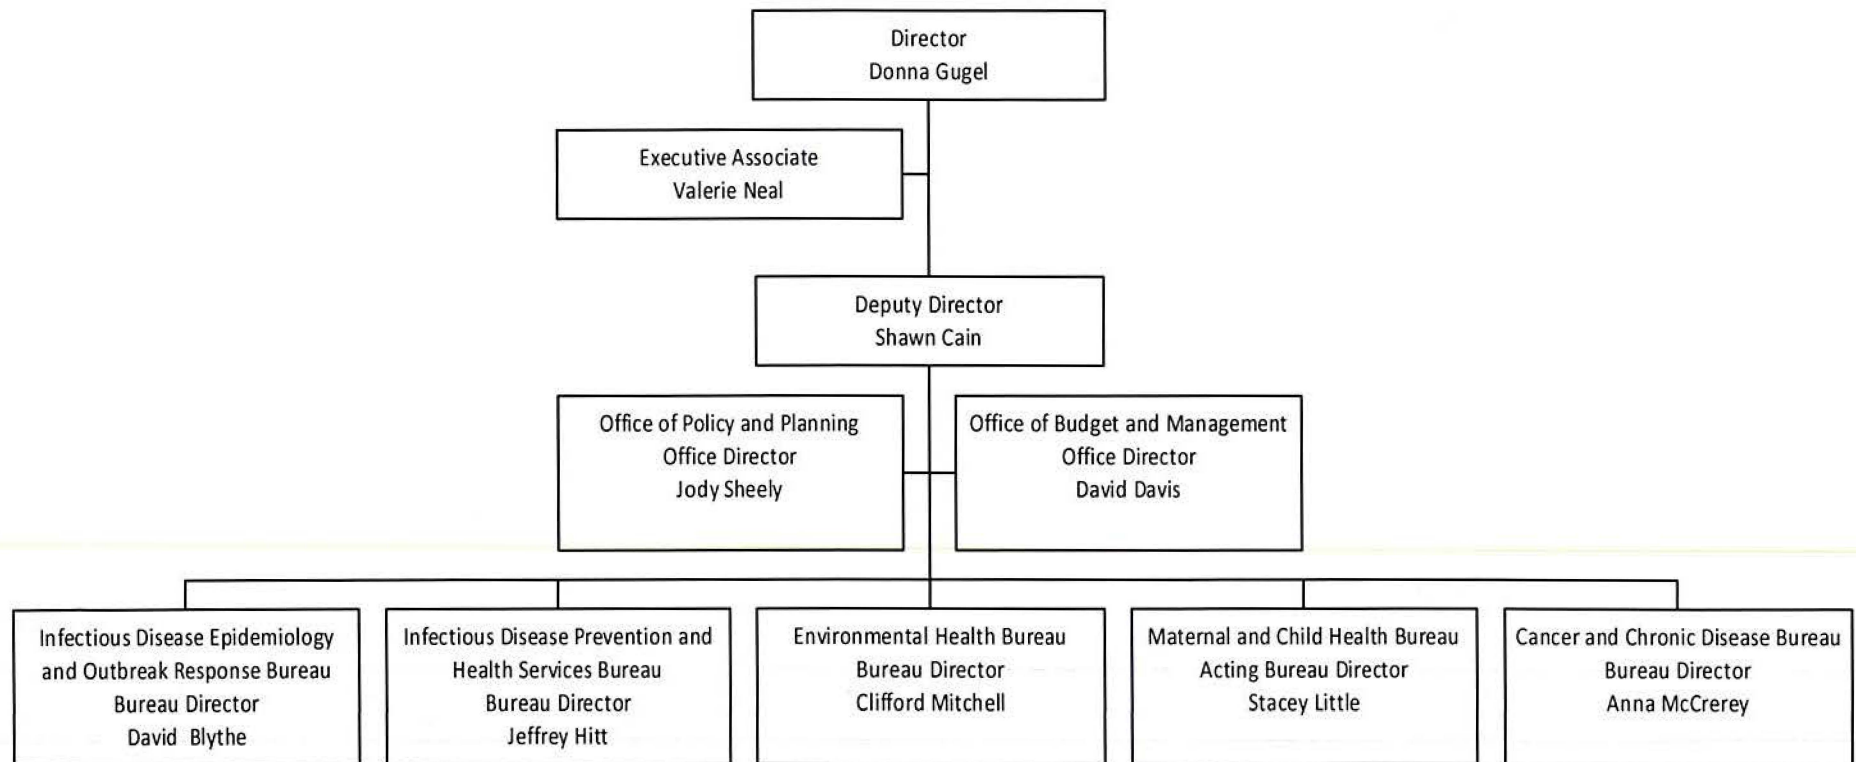 Director
Donna Gugel
Executive Associate
Valerie Neal
Deputy Director
Shawn Cain
Office of Policy and Planning
Office Director
Jody Sheely
Office of Budget and Management
Office Director
David Davis
Infectious Disease Epidemiology
and Outbreak Response Bureau
Bureau Director
David Blythe
Infectious Disease Prevention and
Health Services Bureau
Bureau Director
Jeffrey Hitt
Environmental Health Bureau
Bureau Director
Clifford Mitchell
Maternal and Child Health Bureau
Acting Bureau Director
Stacey Little
Cancer and Chronic Disease Bureau
Bureau Director
Anna McCrerey